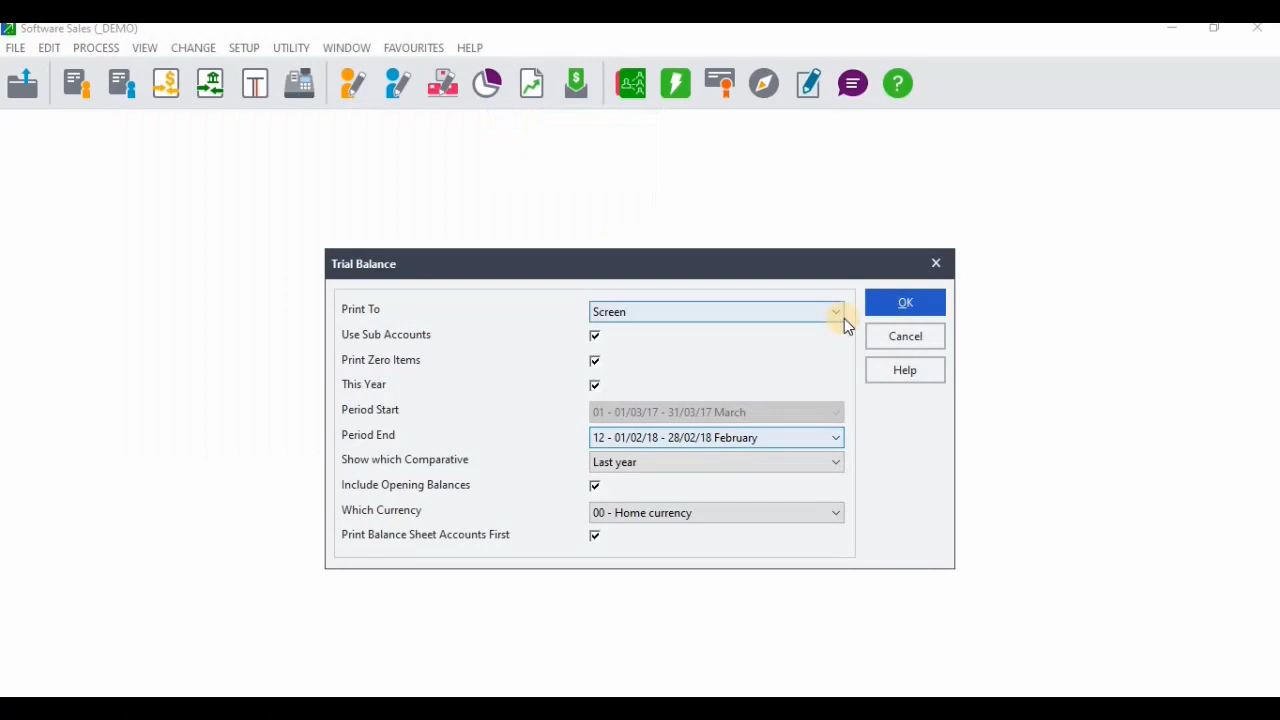 Software Sales (_DEMO)
FILE EDIT PROCESS VIEW CHANGE SETUP UTILITY WINDOW FAVOURITES HELP
Trial Balance
Print To Screen
OK
Use Sub Accounts
Cancel
Print Zero Items
Help
This Year
Period Start 01 - 01/03/17 - 31/03/17 March
Period End 12 - 01/02/18 - 28/02/18 February
Show which Comparative Last year
Include Opening Balances
Which Currency 00 - Home currency
Print Balance Sheet Accounts First